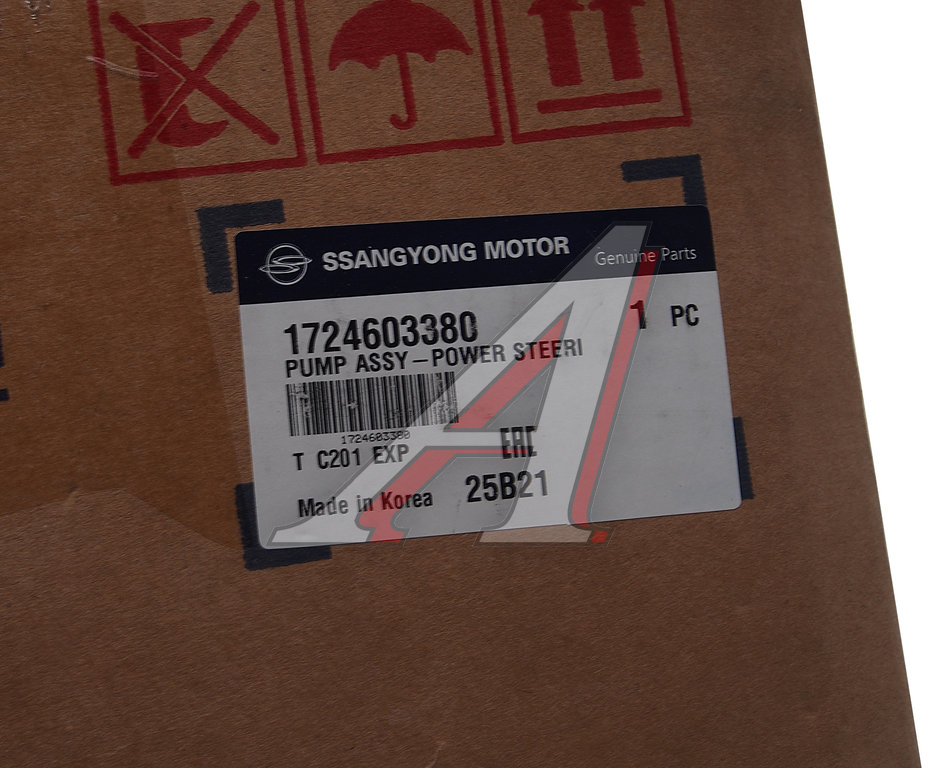 SSANGYONG MOTOR Genuine Parts
1724603380 1 PC
PUMP ASSY-POWER STEERI
1724603380
T C201 EXP EAC
Made in Korea 25B21